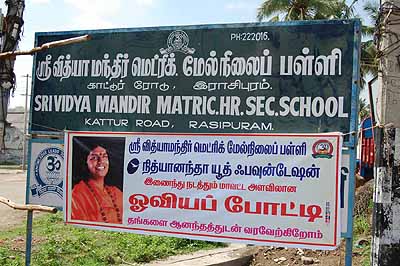 PH:222016.
ஸ்ரீ வித்யா மந்திர் மெட்ரிக். மேல்நிலைப் பள்ளி
காட்டூர் ரோடு, இராசிபுரம்.
SRI VIDYA MANDIR MATRIC.HR.SEC.SCHOOL
KATTUR ROAD, RASIPURAM.
ஸ்ரீ வித்யாமந்திர் மெட்ரிக் மேல்நிலைப் பள்ளி
நித்யானந்தா யூத் ஃபவுன்டேஷன்
இணைந்து நடத்தும் மாவட்ட அளவிலான
ஓவியப் போட்டி
தங்களை ஆனந்தத்துடன் வரவேற்கிறோம்